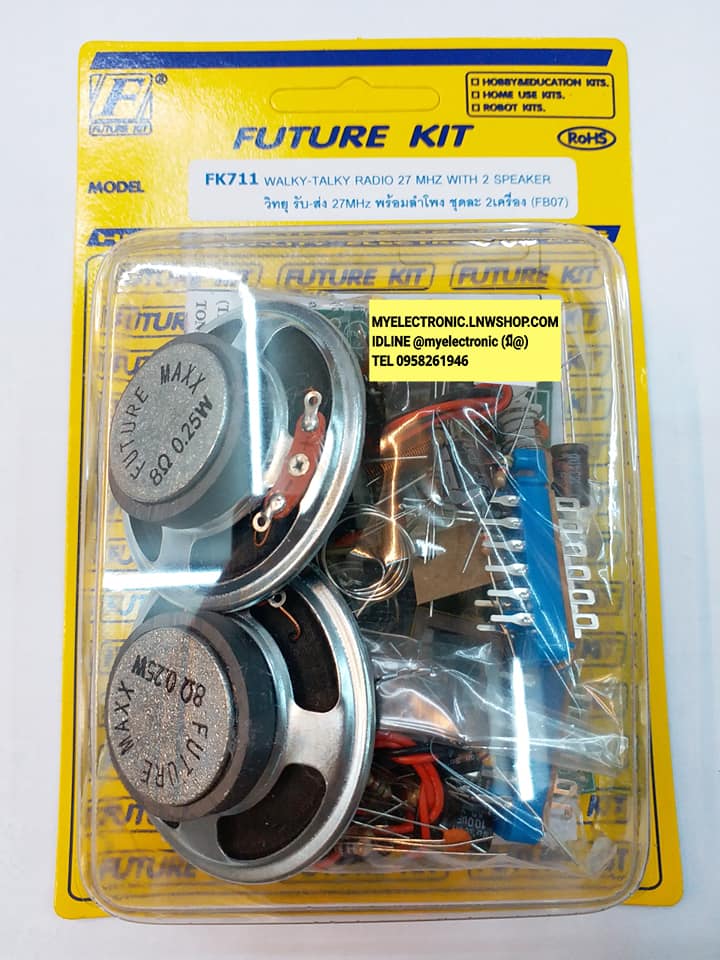 F ®
FUTURE KIT
□ HOBBY&EDUCATION KITS.
□ HOME USE KITS.
□ ROBOT KITS.
FUTURE KIT
RoHS
MODEL
FK711 WALKY-TALKY RADIO 27 MHZ WITH 2 SPEAKER
วิทยุ รับ-ส่ง 27MHz พร้อมลำโพง ชุดละ 2เครื่อง (FB07)
FUTURE KIT
FUTURE KIT
MYELECTRONIC.LNWSHOP.COM
IDLINE @myelectronic (มี@)
TEL 0958261946
FUTURE MAXX
8Ω 0.25W
FUTURE MAXX
8Ω 0.25W